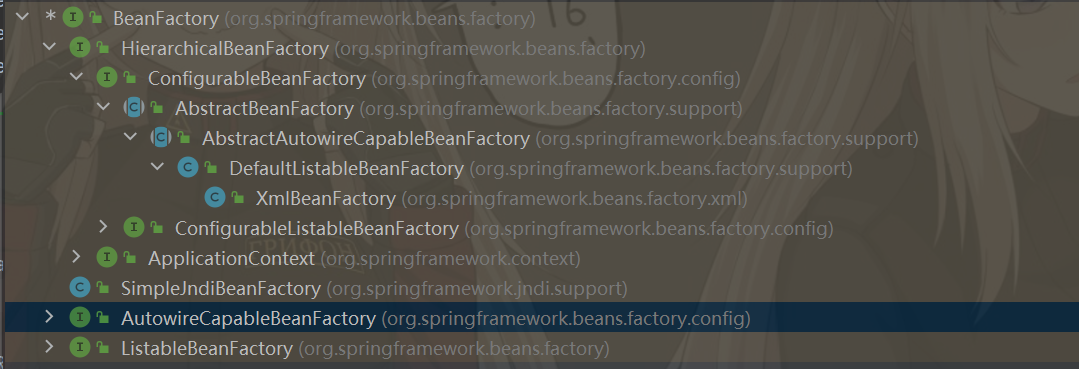 * BeanFactory (org.springframework.beans.factory)
HierarchicalBeanFactory (org.springframework.beans.factory)
ConfigurableBeanFactory (org.springframework.beans.factory.config)
AbstractBeanFactory (org.springframework.beans.factory.support)
AbstractAutowireCapableBeanFactory (org.springframework.beans.factory.support)
DefaultListableBeanFactory (org.springframework.beans.factory.support)
XmlBeanFactory (org.springframework.beans.factory.xml)
ConfigurableListableBeanFactory (org.springframework.beans.factory.config)
ApplicationContext (org.springframework.context)
SimpleJndiBeanFactory (org.springframework.jndi.support)
AutowireCapableBeanFactory (org.springframework.beans.factory.config)
ListableBeanFactory (org.springframework.beans.factory)